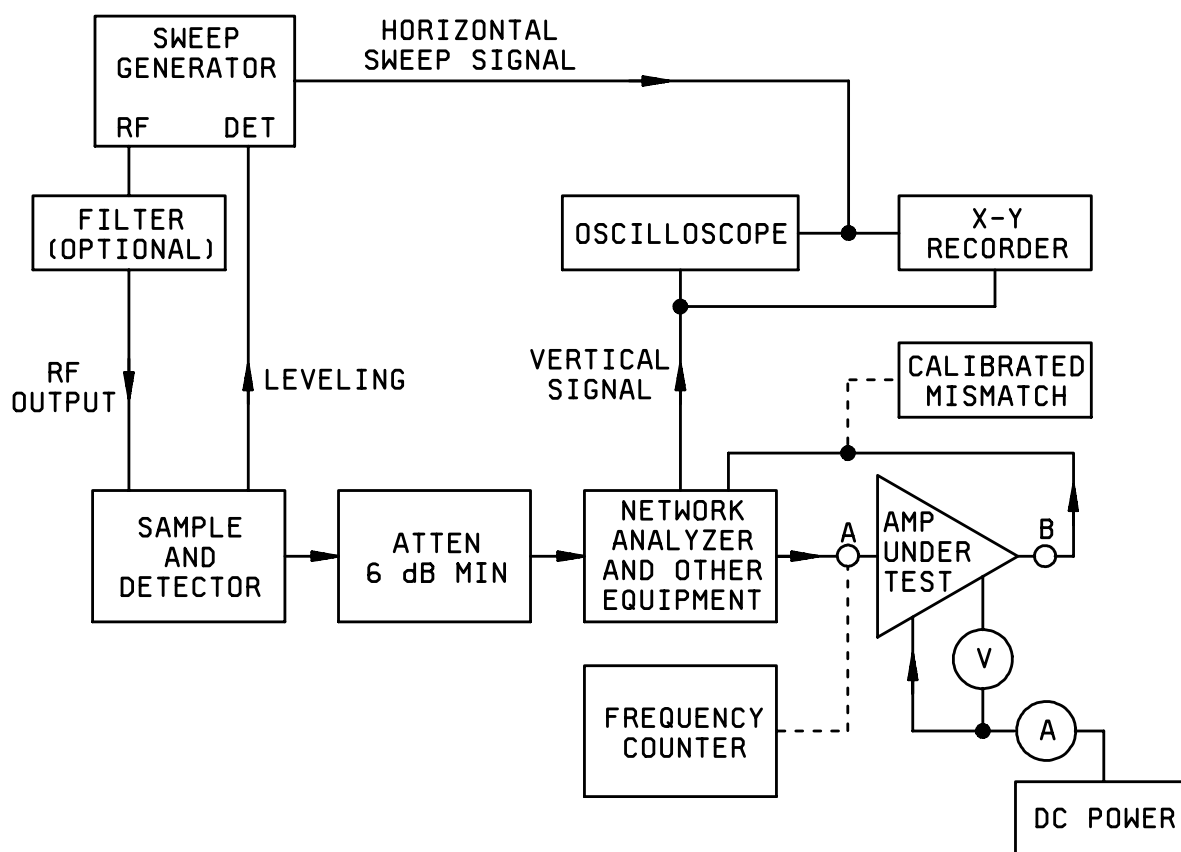 SWEEP
GENERATOR
RF DET
HORIZONTAL
SWEEP SIGNAL
FILTER
(OPTIONAL)
OSCILLOSCOPE
X-Y
RECORDER
RF
OUTPUT
LEVELING
VERTICAL
SIGNAL
CALIBRATED
MISMATCH
SAMPLE
AND
DETECTOR
ATTEN
6 dB MIN
NETWORK
ANALYZER
AND OTHER
EQUIPMENT
A
AMP
UNDER
TEST
B
V
A
FREQUENCY
COUNTER
DC POWER